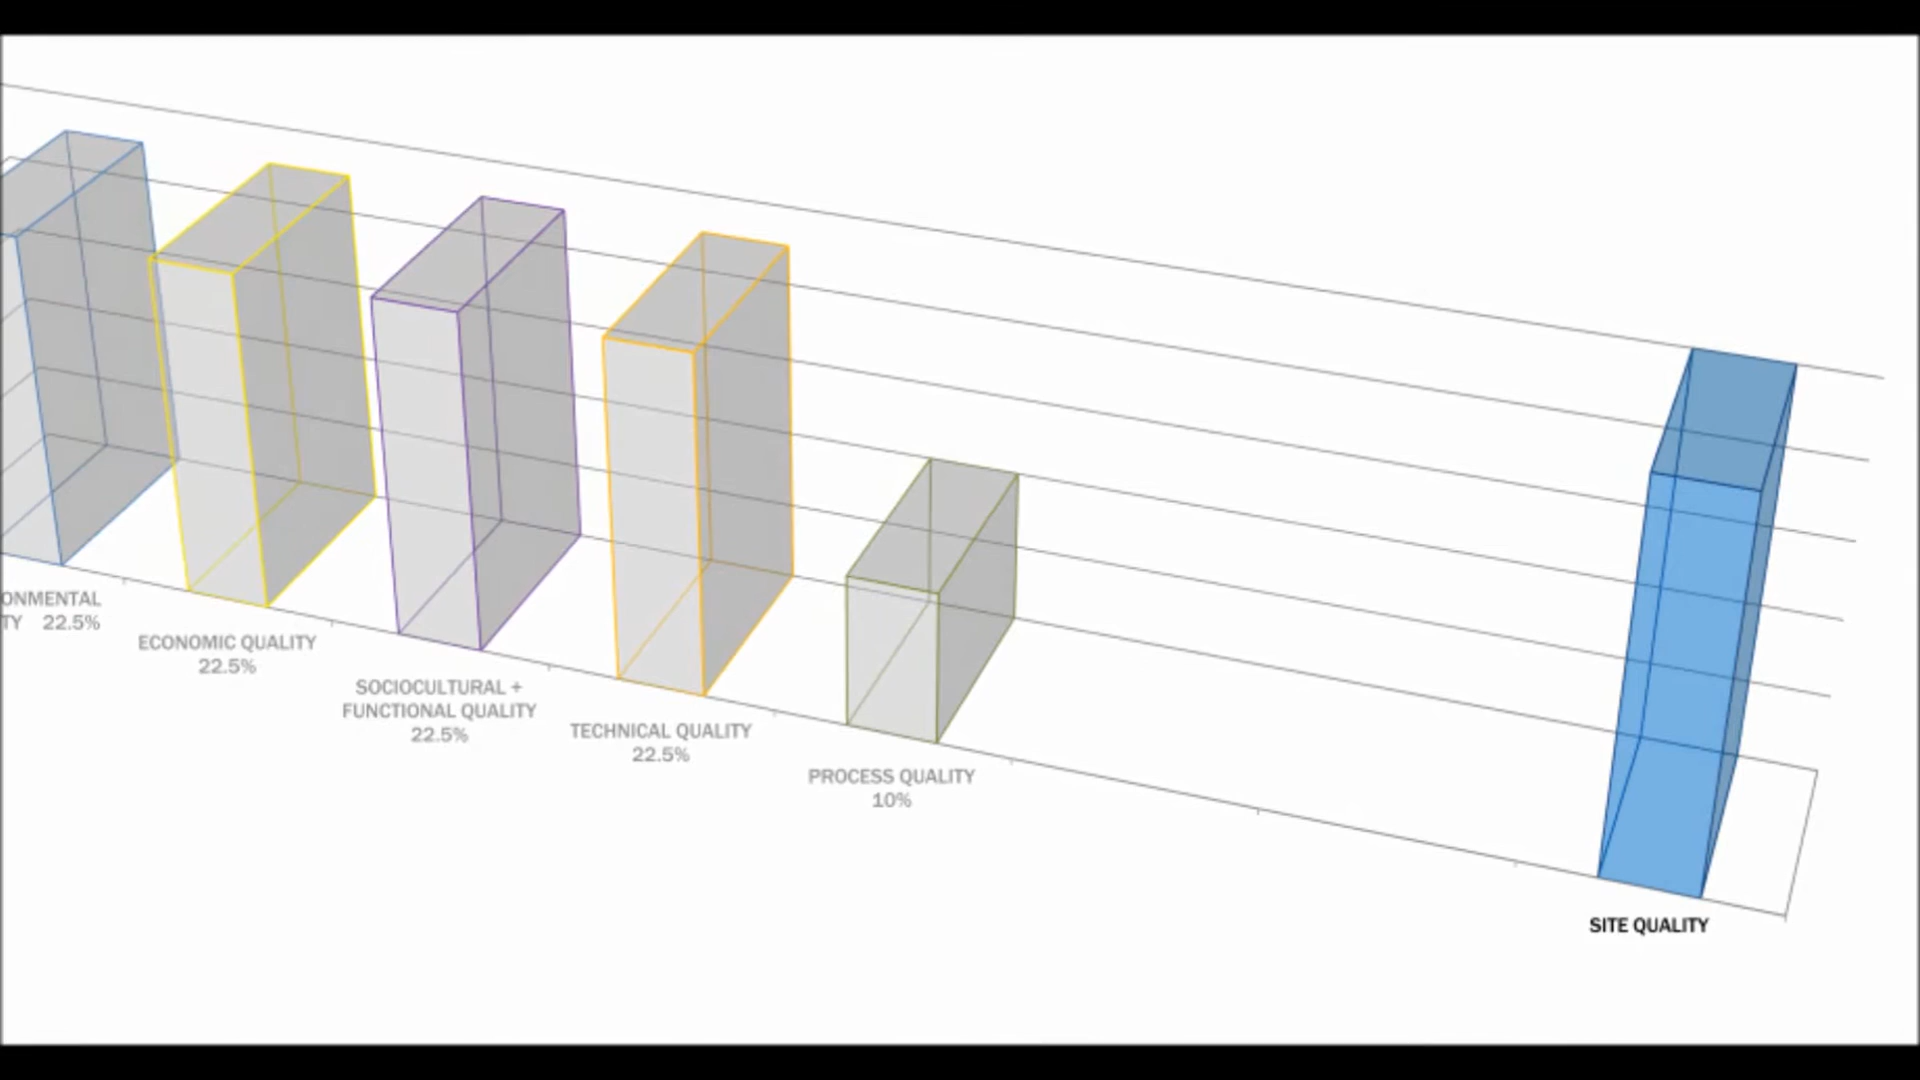 ONMENTAL
TY 22.5%
ECONOMIC QUALITY
22.5%
SOCIOCULTURAL +
FUNCTIONAL QUALITY
22.5%
TECHNICAL QUALITY
22.5%
PROCESS QUALITY
10%
SITE QUALITY